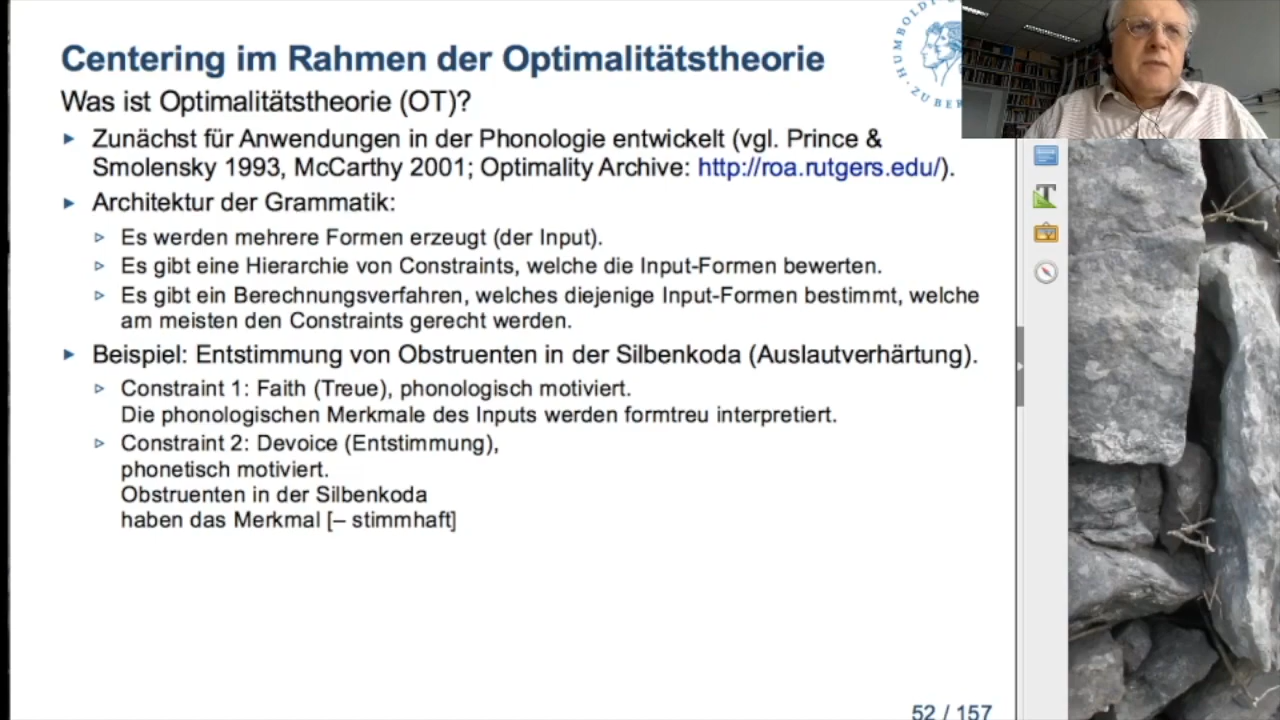 Centering im Rahmen der Optimalitätstheorie
Was ist Optimalitätstheorie (OT)?
Zunächst für Anwendungen in der Phonologie entwickelt (vgl. Prince &
Smolensky 1993, McCarthy 2001; Optimality Archive: http://roa.rutgers.edu/).
Architektur der Grammatik:
Es werden mehrere Formen erzeugt (der Input).
Es gibt eine Hierarchie von Constraints, welche die Input-Formen bewerten.
Es gibt ein Berechnungsverfahren, welches diejenige Input-Formen bestimmt, welche
am meisten den Constraints gerecht werden.
Beispiel: Entstimmung von Obstruenten in der Silbenkoda (Auslautverhärtung).
Constraint 1: Faith (Treue), phonologisch motiviert.
Die phonologischen Merkmale des Inputs werden formtreu interpretiert.
Constraint 2: Devoice (Entstimmung),
phonetisch motiviert.
Obstruenten in der Silbenkoda
haben das Merkmal [– stimmhaft]
52 / 157